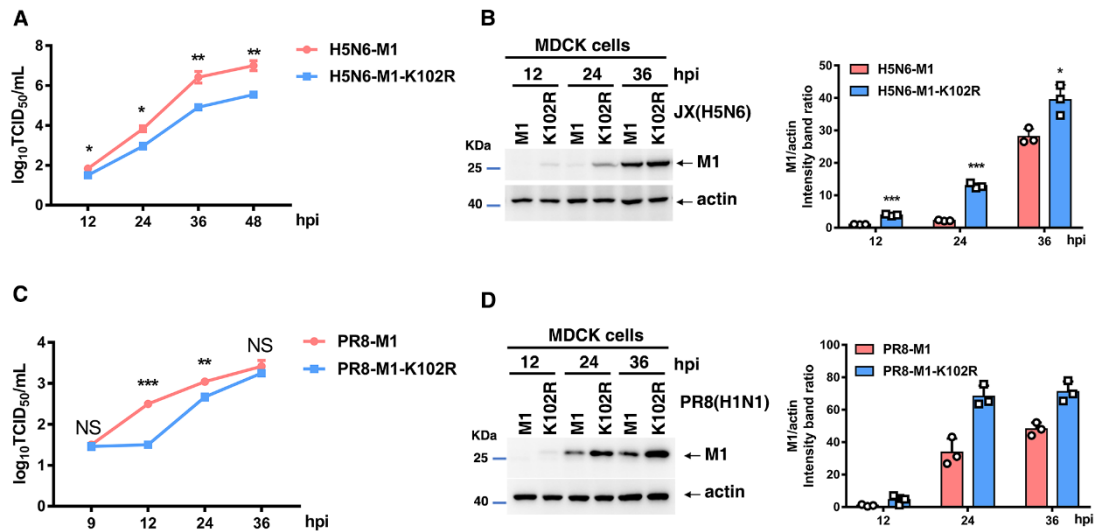 A
log10TCID50/mL
8
6
4
2
0
12 24 36 48 hpi
* * ** **
H5N6-M1
H5N6-M1-K102R
B
MDCK cells
12 24 36 hpi
M1 K102R M1 K102R M1 K102R
JX(H5N6)
KDa
25
40
← M1
← actin
M1/actin
Intensity band ratio
50
40
30
20
10
0
12 24 36 hpi
*** *** *
H5N6-M1
H5N6-M1-K102R
C
log10TCID50/mL
4
3
2
1
9 12 24 36 hpi
NS *** ** NS
PR8-M1
PR8-M1-K102R
D
MDCK cells
12 24 36 hpi
M1 K102R M1 K102R M1 K102R
PR8(H1N1)
KDa
25
40
← M1
← actin
M1/actin
Intensity band ratio
100
80
60
40
20
0
12 24 36 hpi
PR8-M1
PR8-M1-K102R